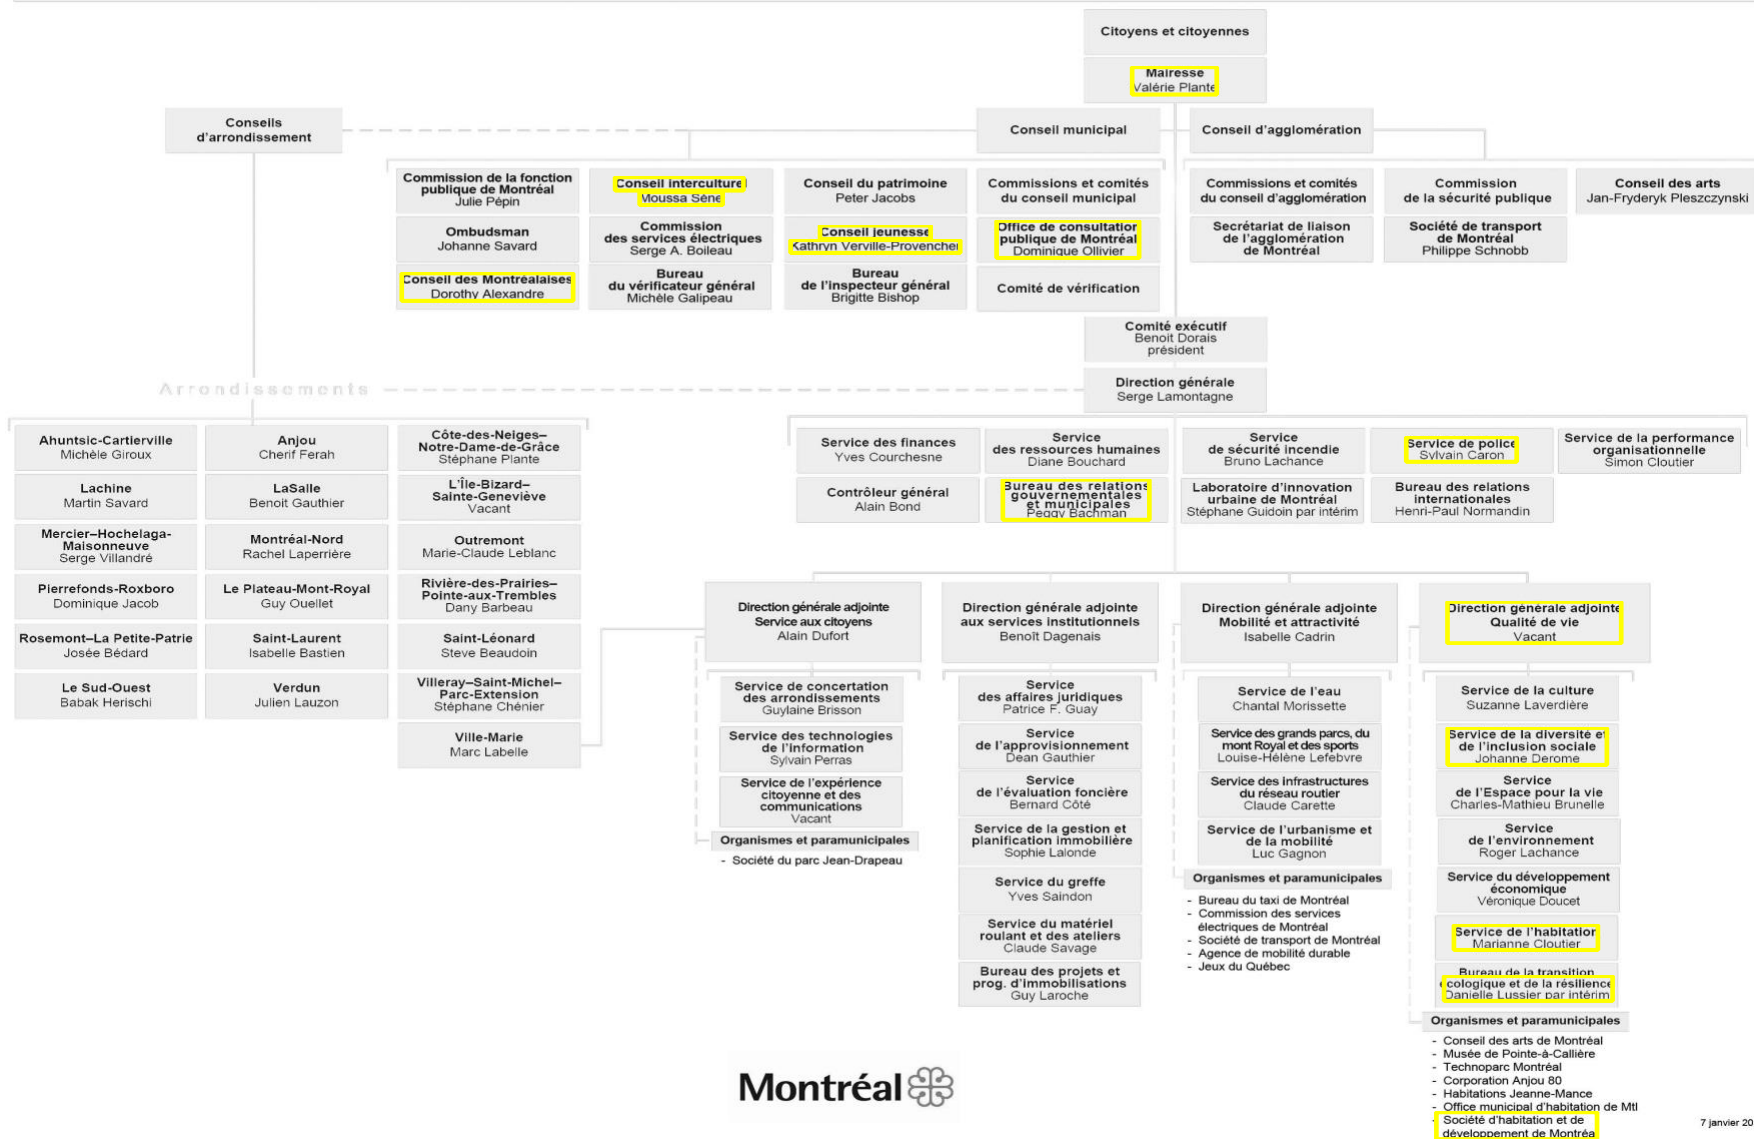 Citoyens et citoyennes
Mairesse
Valérie Plante
Conseils
d'arrondissement
Conseil municipal
Conseil d'agglomération
Commission de la fonction
publique de Montréal
Julie Pépin
Conseil interculturel
Moussa Sène
Conseil du patrimoine
Peter Jacobs
Commissions et comités
du conseil municipal
Commissions et comités
du conseil d'agglomération
Commission
de la sécurité publique
Conseil des arts
Jan-Fryderyk Pleszczynski
Ombudsman
Johanne Savard
Commission
des services électriques
Serge A. Boileau
Conseil jeunesse
Kathryn Verville-Provencher
Office de consultation
publique de Montréal
Dominique Ollivier
Secrétariat de liaison
de l'agglomération
de Montréal
Société de transport
de Montréal
Philippe Schnobb
Conseil des Montréalaises
Dorothy Alexandre
Bureau
du vérificateur général
Michèle Galipeau
Bureau
de l'inspecteur général
Brigitte Bishop
Comité de vérification
Comité exécutif
Benoit Dorais
président
Direction générale
Serge Lamontagne
Arrondissements
Ahuntsic-Cartierville
Michèle Giroux
Anjou
Cherif Ferah
Côte-des-Neiges–
Notre-Dame-de-Grâce
Stéphane Plante
Lachine
Martin Savard
LaSalle
Benoit Gauthier
L'Île-Bizard–
Sainte-Geneviève
Vacant
Mercier–Hochelaga-
Maisonneuve
Serge Villandré
Montréal-Nord
Rachel Laperrière
Outremont
Marie-Claude Leblanc
Pierrefonds-Roxboro
Dominique Jacob
Le Plateau-Mont-Royal
Guy Ouellet
Rivière-des-Prairies–
Pointe-aux-Trembles
Dany Barbeau
Rosemont–La Petite-Patrie
Josée Bédard
Saint-Laurent
Isabelle Bastien
Saint-Léonard
Steve Beaudoin
Le Sud-Ouest
Babak Herischi
Verdun
Julien Lauzon
Villeray–Saint-Michel–
Parc-Extension
Stéphane Chénier
Ville-Marie
Marc Labelle
Service des finances
Yves Courchesne
Service
des ressources humaines
Diane Bouchard
Service
de sécurité incendie
Bruno Lachance
Service de police
Sylvain Caron
Service de la performance
organisationnelle
Simon Cloutier
Contrôleur général
Alain Bond
Bureau des relations
gouvernementales
et municipales
Peggy Bachman
Laboratoire d'innovation
urbaine de Montréal
Stéphane Guidoin par intérim
Bureau des relations
internationales
Henri-Paul Normandin
Direction générale adjointe
Service aux citoyens
Alain Dufort
Service de concertation
des arrondissements
Guylaine Brisson
Service des technologies
de l'information
Sylvain Perras
Service de l'expérience
citoyenne et des
communications
Vacant
Organismes et paramunicipales
- Société du parc Jean-Drapeau
Direction générale adjointe
aux services institutionnels
Benoît Dagenais
Service
des affaires juridiques
Patrice F. Guay
Service
de l'approvisionnement
Dean Gauthier
Service
de l'évaluation foncière
Bernard Côté
Service de la gestion et
planification immobilière
Sophie Lalonde
Service du greffe
Yves Saindon
Service du matériel
roulant et des ateliers
Claude Savage
Bureau des projets et
prog. d'immobilisations
Guy Laroche
Direction générale adjointe
Mobilité et attractivité
Isabelle Cadrin
Service de l'eau
Chantal Morissette
Service des grands parcs, du
mont Royal et des sports
Louise-Hélène Lefebvre
Service des infrastructures
du réseau routier
Claude Carette
Service de l'urbanisme et
de la mobilité
Luc Gagnon
Organismes et paramunicipales
- Bureau du taxi de Montréal
- Commission des services
électriques de Montréal
- Société de transport de Montréal
- Agence de mobilité durable
- Jeux du Québec
Direction générale adjointe
Qualité de vie
Vacant
Service de la culture
Suzanne Laverdière
Service de la diversité et
de l'inclusion sociale
Johanne Derome
Service
de l'Espace pour la vie
Charles-Mathieu Brunelle
Service
de l'environnement
Roger Lachance
Service du développement
économique
Véronique Doucet
Service de l'habitation
Marianne Cloutier
Bureau de la transition
écologique et de la résilience
Danielle Lussier par intérim
Organismes et paramunicipales
- Conseil des arts de Montréal
- Musée de Pointe-à-Callière
- Technoparc Montréal
- Corporation Anjou 80
- Habitations Jeanne-Mance
- Office municipal d'habitation de Mtl
- Société d'habitation et de
développement de Montréa
Montréal
7 janvier 20